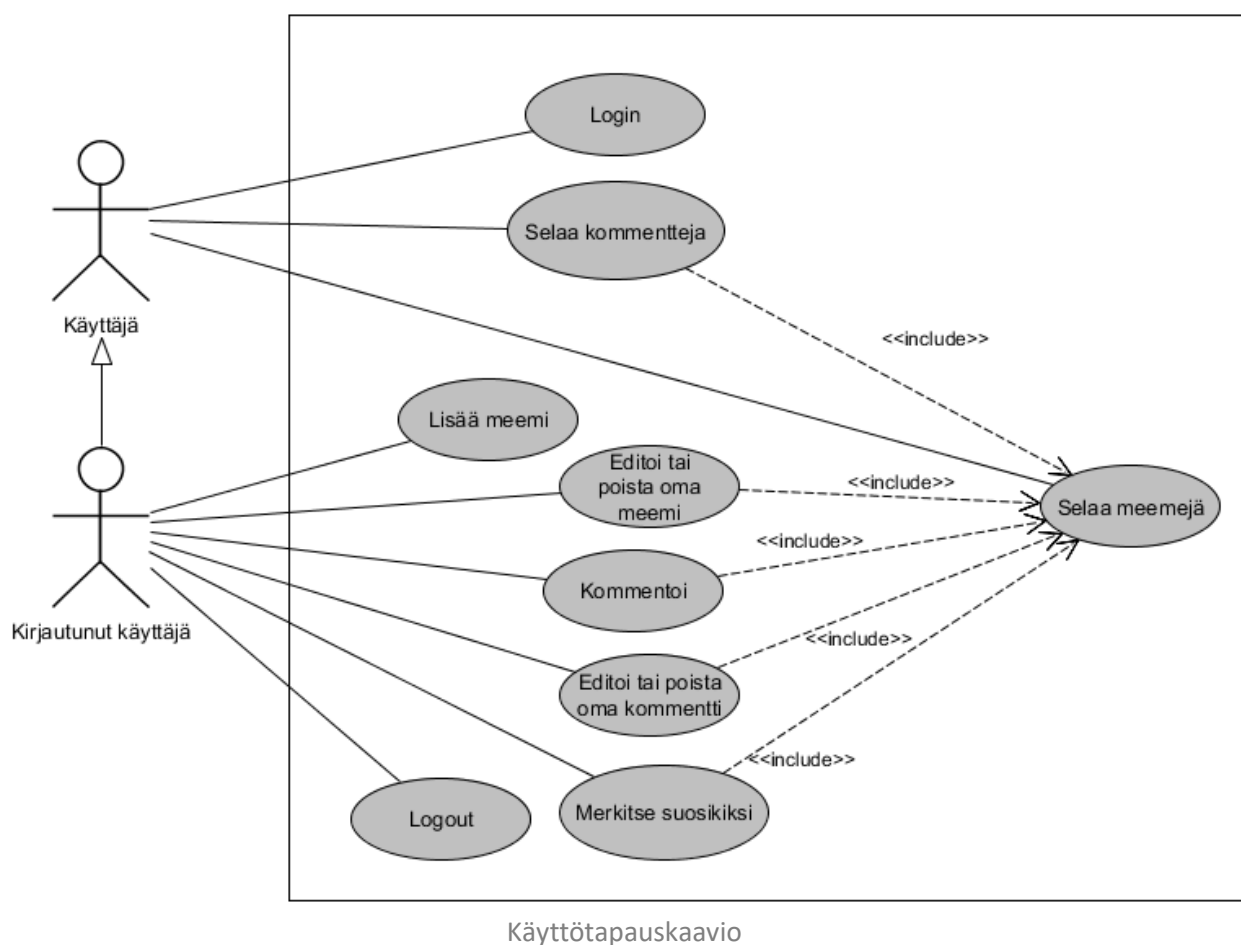 Login
Selaa kommentteja
Käyttäjä
<<include>>
Lisää meemi
Editoi tai
poista oma
meemi
<<include>>
Selaa meemejä
<<include>>
Kommentoi
Kirjautunut käyttäjä
<<include>>
Editoi tai poista
oma kommentti
<<include>>
Merkitse suosikiksi
Logout
Käyttötapauskaavio